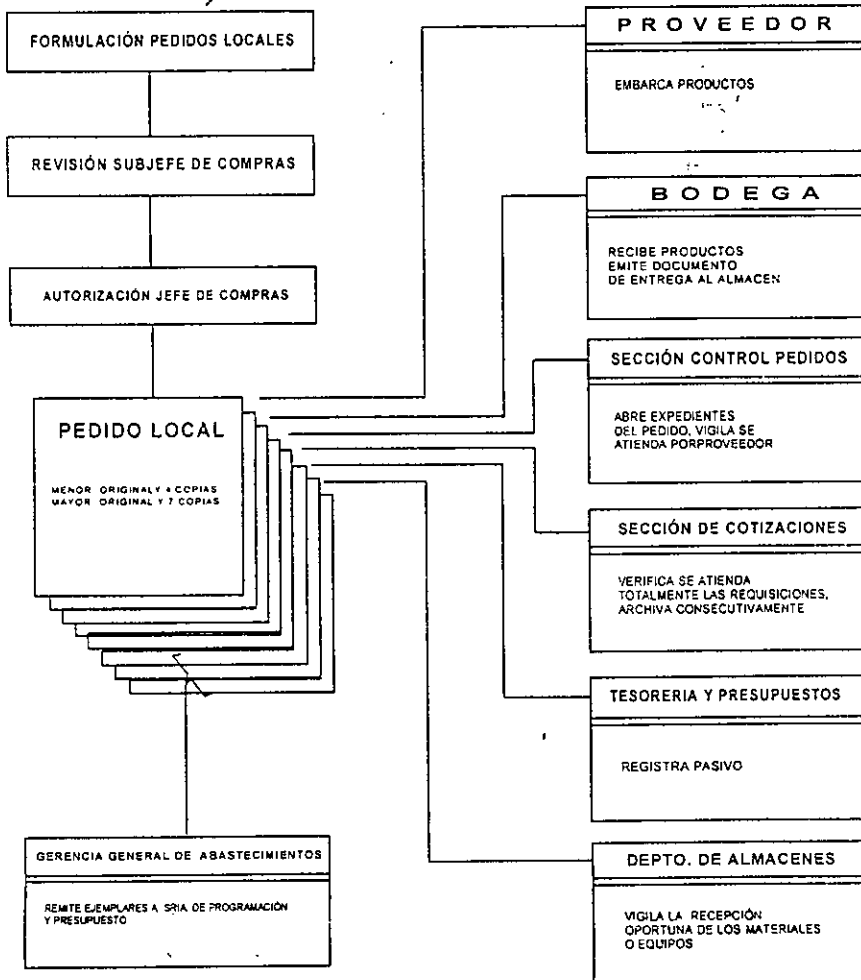 FORMULACIÓN PEDIDOS LOCALES
REVISIÓN SUBJEFE DE COMPRAS
AUTORIZACIÓN JEFE DE COMPRAS
PEDIDO LOCAL
MENOR ORIGINAL Y 4 COPIAS
MAYOR ORIGINAL Y 7 COPIAS
GERENCIA GENERAL DE ABASTECIMIENTOS
REMITE EJEMPLARES A SRIA. DE PROGRAMACIÓN
Y PRESUPUESTO
PROVEEDOR
EMBARCA PRODUCTOS
BODEGA
RECIBE PRODUCTOS
EMITE DOCUMENTO
DE ENTREGA AL ALMACEN
SECCIÓN CONTROL PEDIDOS
ABRE EXPEDIENTES
DEL PEDIDO, VIGILA SE
ATIENDA PORPROVEEDOR
SECCIÓN DE COTIZACIONES
VERIFICA SE ATIENDA
TOTALMENTE LAS REQUISICIONES,
ARCHIVA CONSECUTIVAMENTE
TESORERIA Y PRESUPUESTOS
REGISTRA PASIVO
DEPTO. DE ALMACENES
VIGILA LA RECEPCIÓN
OPORTUNA DE LOS MATERIALES
O EQUIPOS